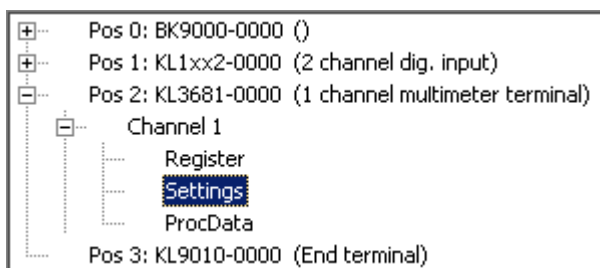 Pos 0: BK9000-0000 ()
Pos 1: KL1xx2-0000 (2 channel dig. input)
Pos 2: KL3681-0000 (1 channel multimeter terminal)
Channel 1
Register
Settings
ProcData
Pos 3: KL9010-0000 (End terminal)